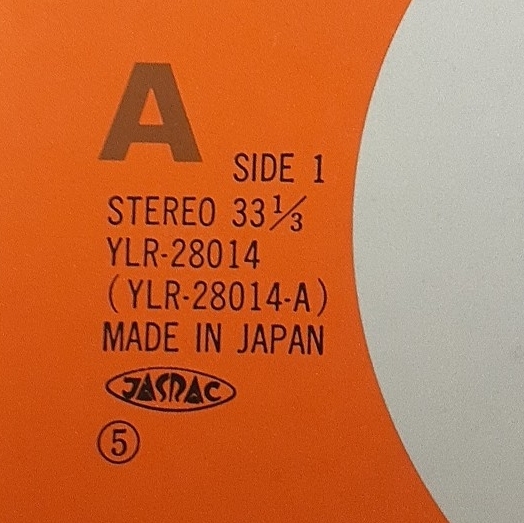 A
SIDE 1
STEREO 33⅓
YLR-28014
(YLR-28014-A)
MADE IN JAPAN
JASRAC
⑤